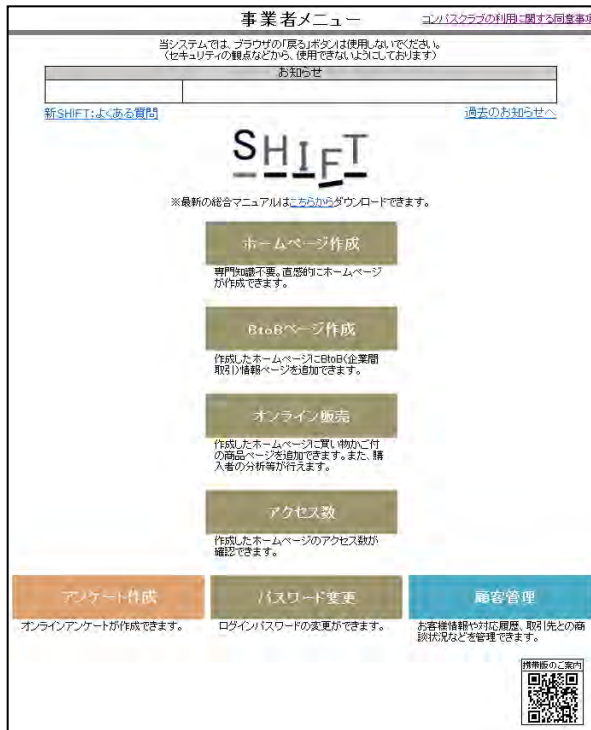 事業者メニュー
コンパスクラブの利用に関する同意事項
当システムでは、ブラウザの「戻る」ボタンは使用しないでください。
(セキュリティの観点などから、使用できないようにしております)
お知らせ
新SHIFT:よくある質問
過去のお知らせへ
SHIFT
※最新の総合マニュアルはこちらからダウンロードできます。
ホームページ作成
専門知識不要。直感的にホームページ
が作成できます。
BtoBページ作成
作成したホームページにBtoB(企業間
取引)情報ページを追加できます。
オンライン販売
作成したホームページに買い物かご付
の商品ページを追加できます。また、購
入者の分析等が行えます。
アクセス数
作成したホームページのアクセス数が
確認できます。
アンケート作成
パスワード変更
顧客管理
オンラインアンケートが作成できます。
ログインパスワードの変更ができます。
お客様情報や対応履歴、取引先との商
談状況などを管理できます。
携帯版のご案内